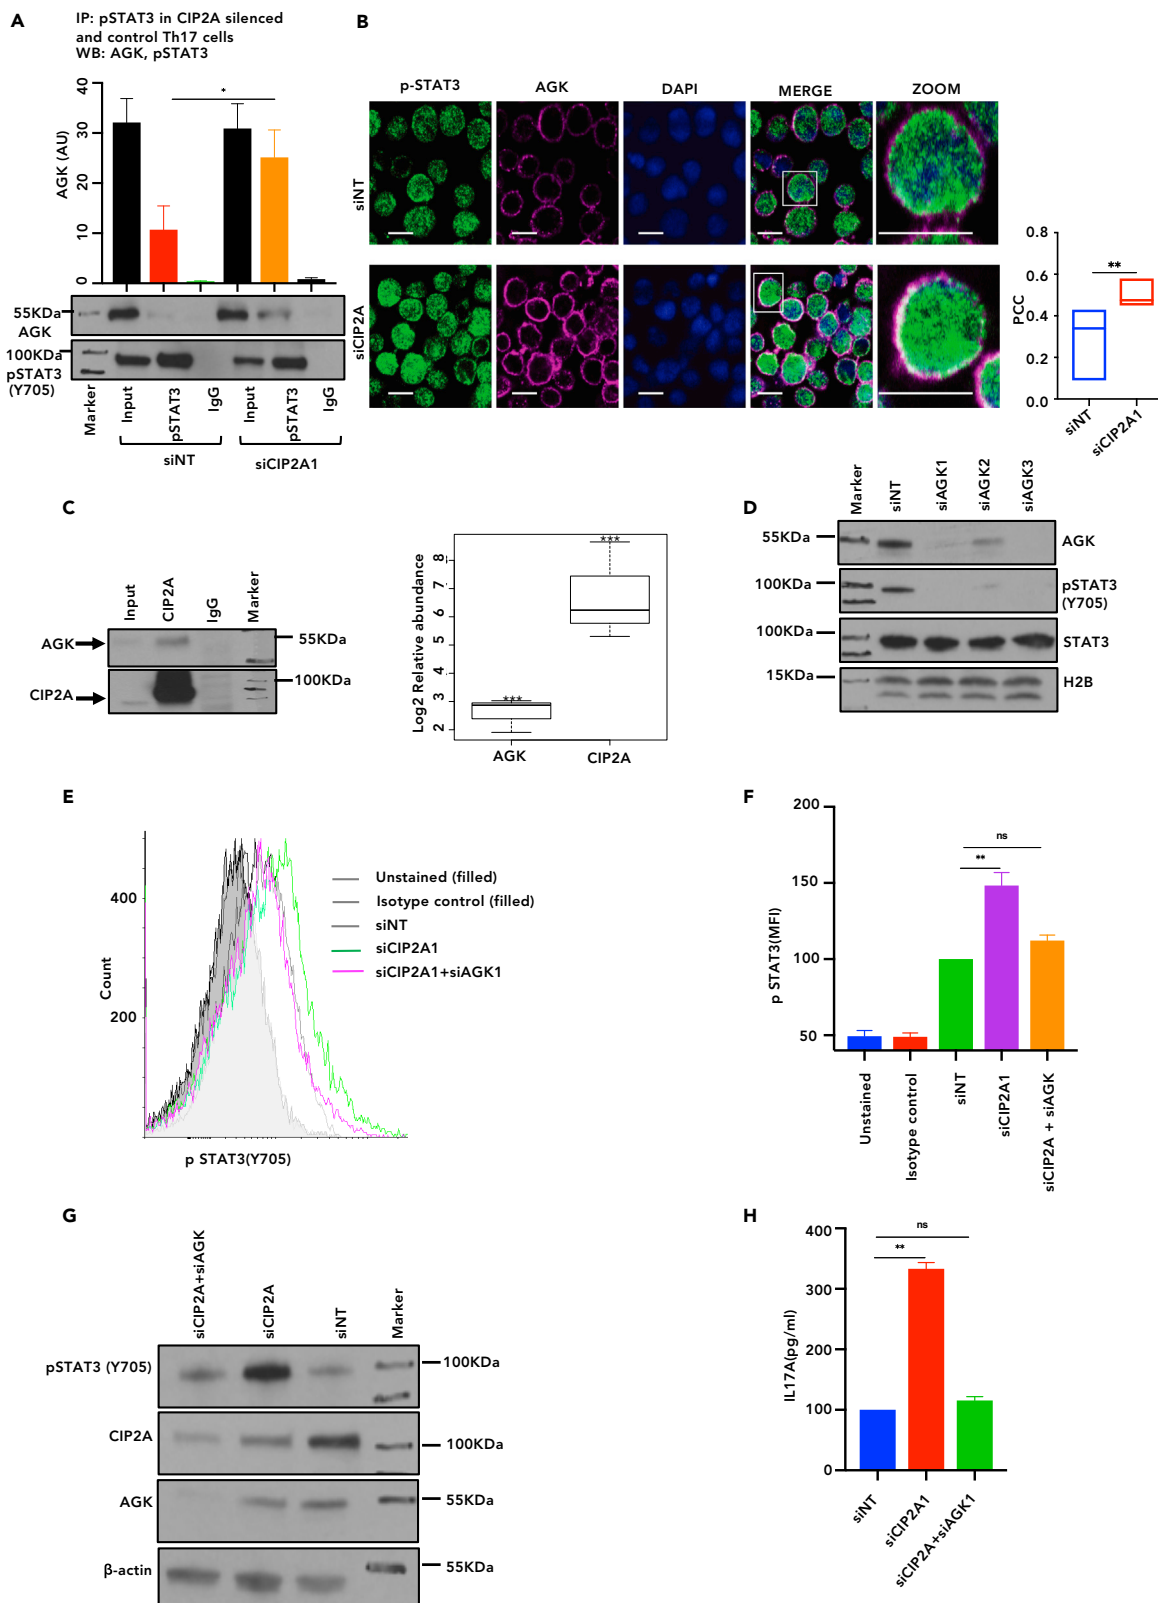 A
IP: pSTAT3 in CIP2A silenced
and control Th17 cells
WB: AGK, pSTAT3
AGK (AU)
40
30
20
10
0
*
55KDa
AGK
100KDa
pSTAT3
(Y705)
Marker
Input
pSTAT3
IgG
Input
pSTAT3
IgG
siNT
siCIP2A1
B
p-STAT3
AGK
DAPI
MERGE
ZOOM
siNT
siCIP2A
PCC
0.8
0.6
0.4
0.2
0.0
**
siNT
siCIP2A1
C
Input
CIP2A
IgG
Marker
AGK
55KDa
CIP2A
100KDa
Log2 Relative abundance
8
7
6
5
4
3
2
***
***
AGK
CIP2A
D
Marker
siNT
siAGK1
siAGK2
siAGK3
55KDa
AGK
100KDa
pSTAT3
(Y705)
100KDa
STAT3
15KDa
H2B
E
Count
400
200
p STAT3(Y705)
Unstained (filled)
Isotype control (filled)
siNT
siCIP2A1
siCIP2A1+siAGK1
F
p STAT3(MFI)
200
150
100
50
ns
**
Unstained
Isotype control
siNT
siCIP2A1
siCIP2A + siAGK
G
siCIP2A+siAGK
siCIP2A
siNT
Marker
pSTAT3 (Y705)
100KDa
CIP2A
100KDa
AGK
55KDa
β-actin
55KDa
H
IL17A(pg/ml)
400
300
200
100
0
ns
**
siNT
siCIP2A1
siCIP2A+siAGK1